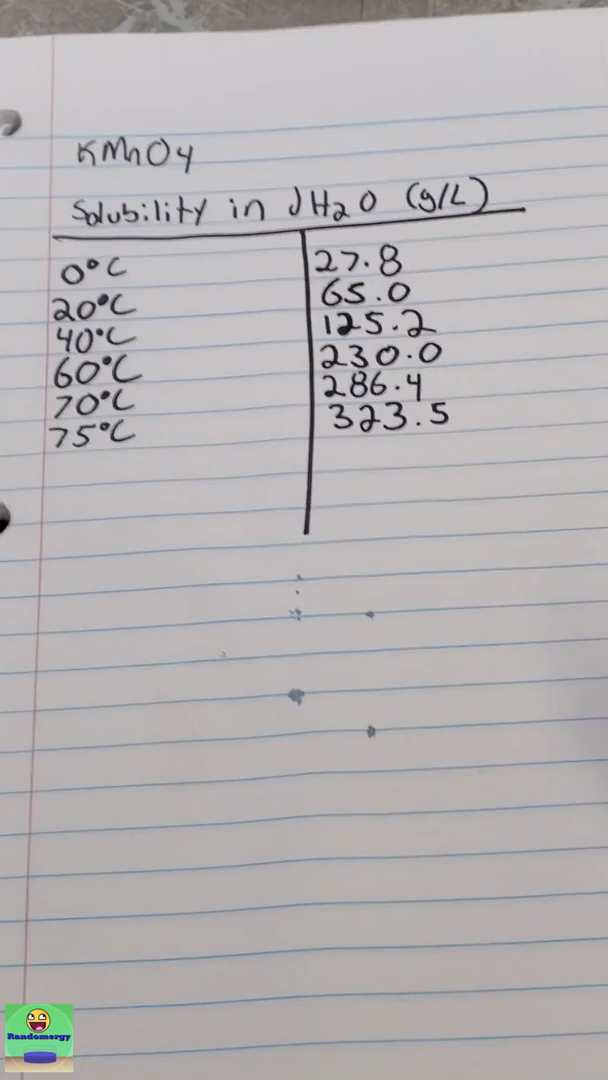 KMnO4
Solubility in dH2O (g/L)
0°C 27.8
20°C 65.0
40°C 125.2
60°C 230.0
70°C 286.4
75°C 323.5
Randomergy